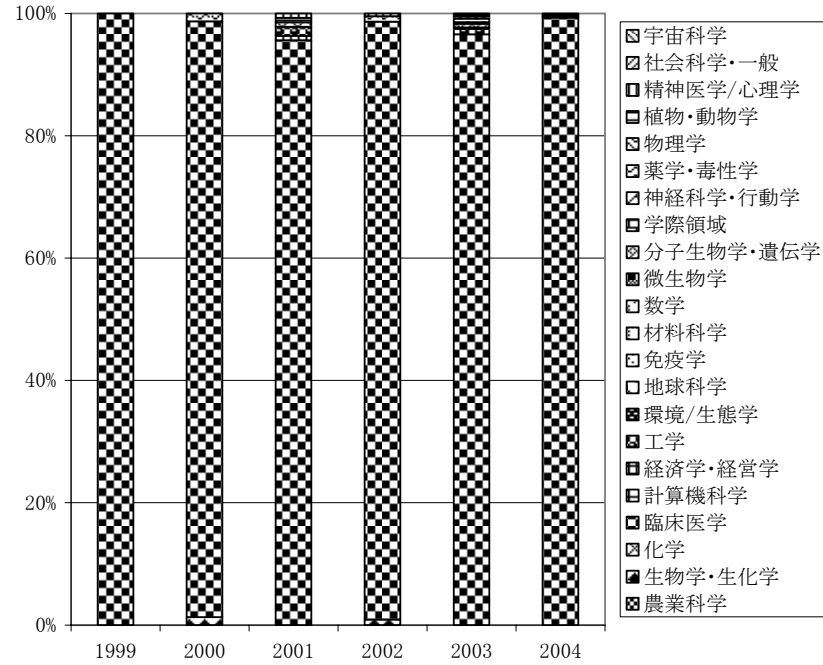 100%
80%
60%
40%
20%
0%
1999 2000 2001 2002 2003 2004
宇宙科学
社会科学・一般
精神医学/心理学
植物・動物学
物理学
薬学・毒性学
神経科学・行動学
学際領域
分子生物学・遺伝学
微生物学
数学
材料科学
免疫学
地球科学
環境/生態学
工学
経済学・経営学
計算機科学
臨床医学
化学
生物学・生化学
農業科学